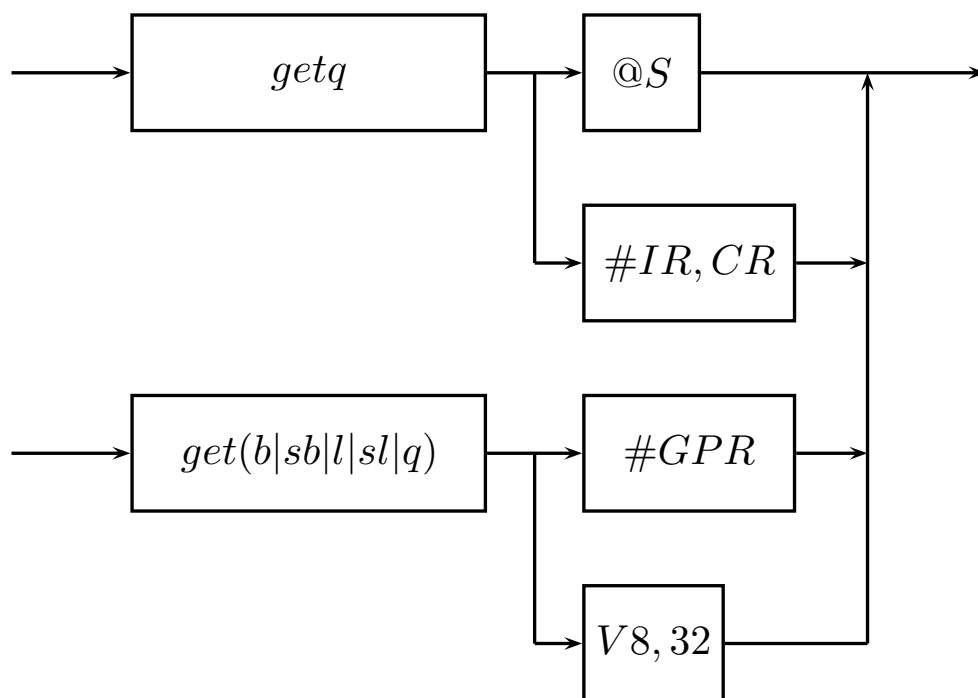 getq
@S
#IR, CR
get(b|sb|l|sl|q)
#GPR
V8, 32